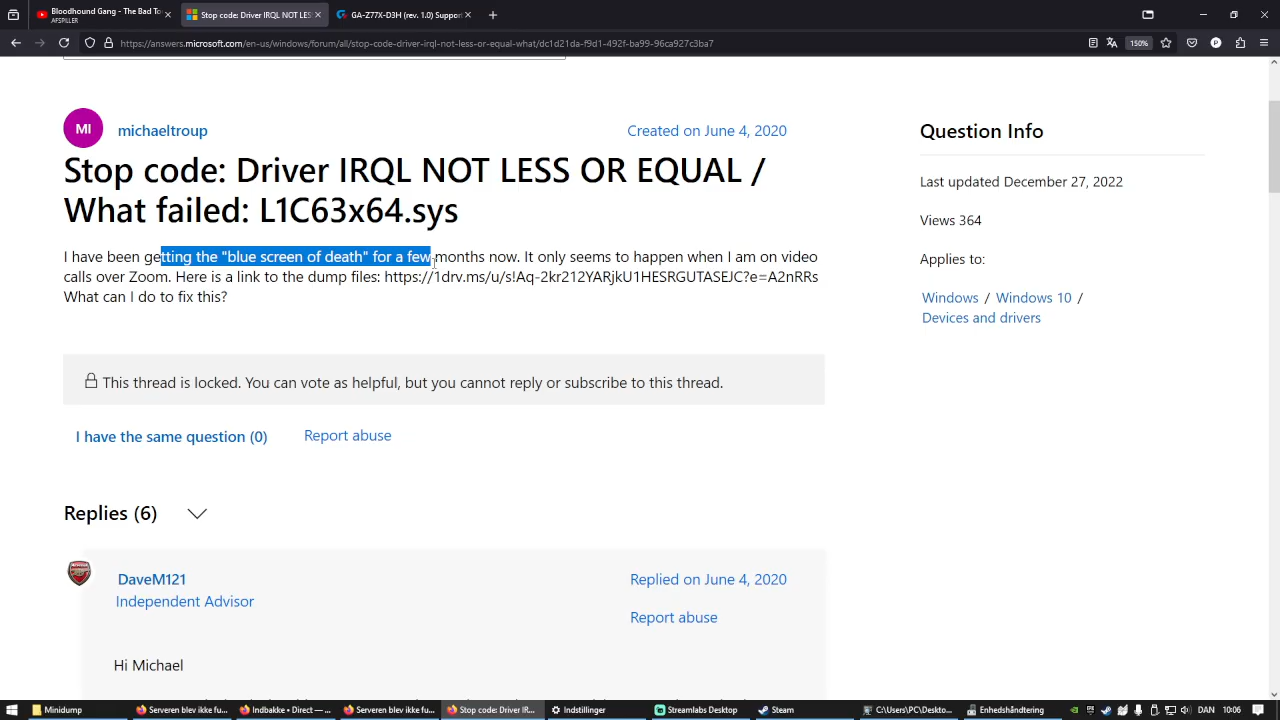 Bloodhound Gang - The Bad To
AFSPILLER
Stop code: Driver IRQL NOT LES
GA-Z77X-D3H (rev. 1.0) Support
https://answers.microsoft.com/en-us/windows/forum/all/stop-code-driver-irql-not-less-or-equal-what/dc1d21da-f9d1-492f-ba99-96ca927c3ba7
150%
MI
michaeltroup
Created on June 4, 2020
Stop code: Driver IRQL NOT LESS OR EQUAL /
What failed: L1C63x64.sys
I have been getting the "blue screen of death" for a few months now. It only seems to happen when I am on video
calls over Zoom. Here is a link to the dump files: https://1drv.ms/u/s!Aq-2kr212YARjkU1HESRGUTASEJC?e=A2nRRs
What can I do to fix this?
This thread is locked. You can vote as helpful, but you cannot reply or subscribe to this thread.
I have the same question (0)
Report abuse
Replies (6)
DaveM121
Independent Advisor
Replied on June 4, 2020
Report abuse
Hi Michael
Question Info
Last updated December 27, 2022
Views 364
Applies to:
Windows / Windows 10 /
Devices and drivers
Minidump
Serveren blev ikke fu...
Indbakke • Direct — ...
Serveren blev ikke fu...
Stop code: Driver IR...
Indstillinger
Streamlabs Desktop
Steam
C:\Users\PC\Deskto...
Enhedshåndtering
DAN
10:06